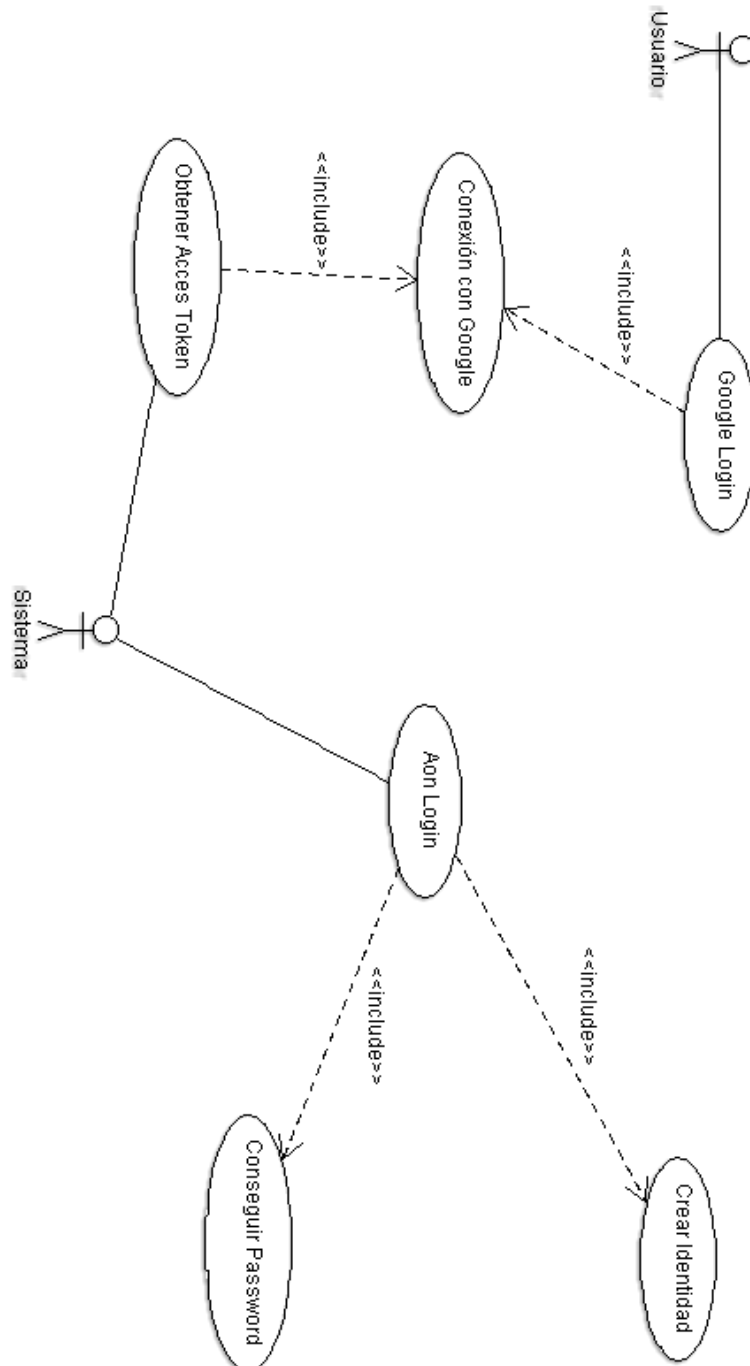 Usuario
Google Login
<<include>>
Conexión con Google
<<include>>
Obtener Acces Token
Sistema
Aon Login
<<include>>
<<include>>
Crear Identidad
Conseguir Password